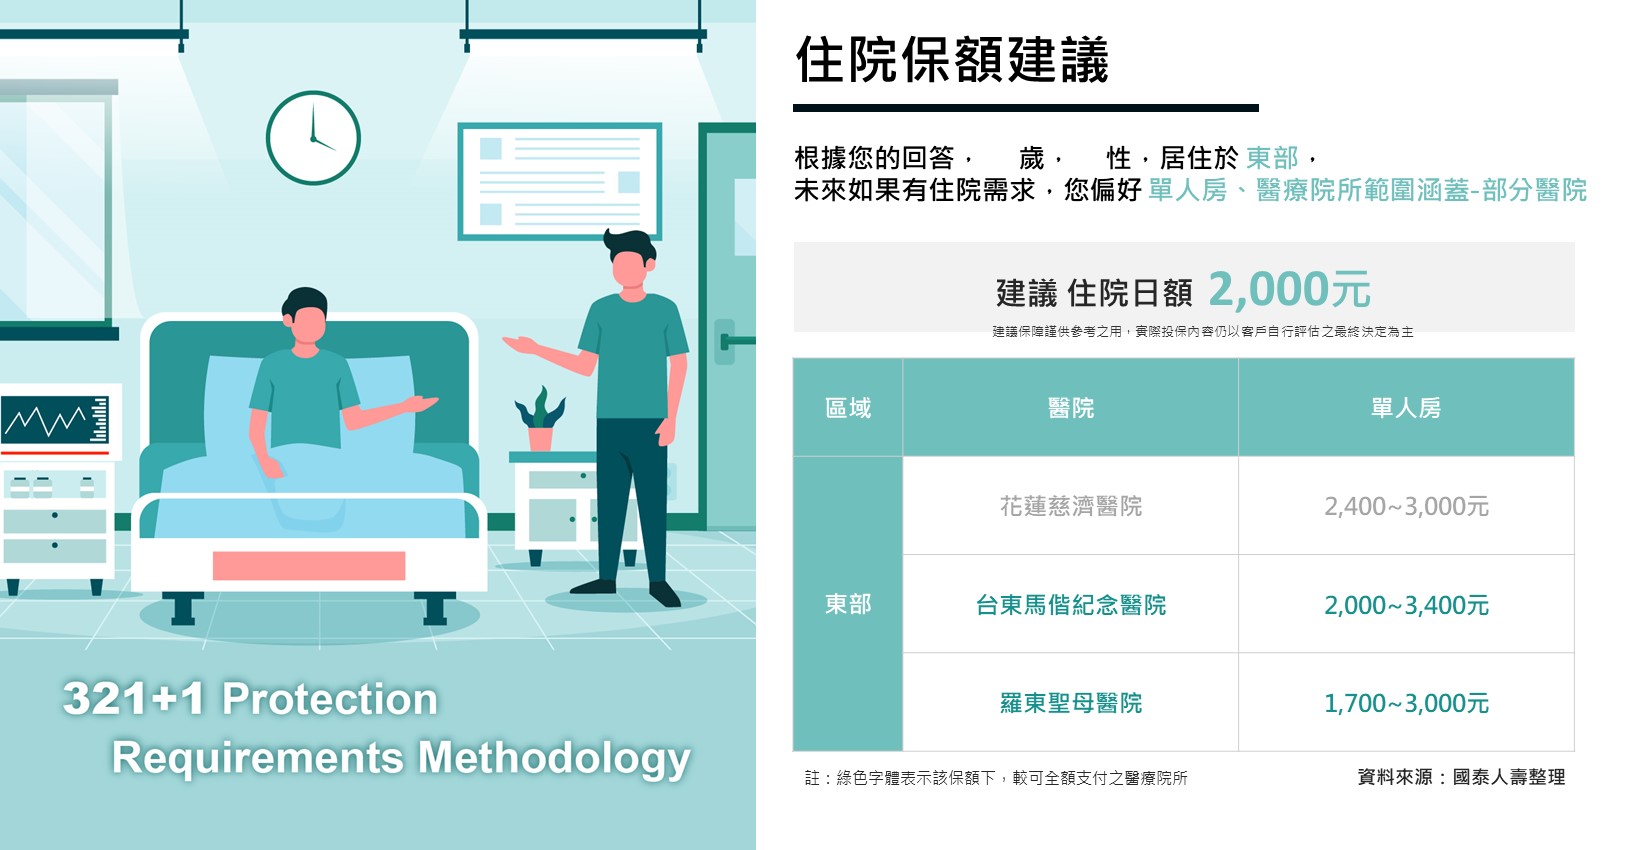 321+1 Protection
Requirements Methodology
住院保額建議
根據您的回答， 歲， 性，居住於 東部，
未來如果有住院需求，您偏好 單人房、醫療院所範圍涵蓋-部分醫院
建議 住院日額 2,000元
建議保障謹供參考之用，實際投保內容仍以客戶自行評估之最終決定為主
區域 醫院 單人房
花蓮慈濟醫院 2,400~3,000元
東部 台東馬偕紀念醫院 2,000~3,400元
羅東聖母醫院 1,700~3,000元
註：綠色字體表示該保額下，較可全額支付之醫療院所
資料來源：國泰人壽整理